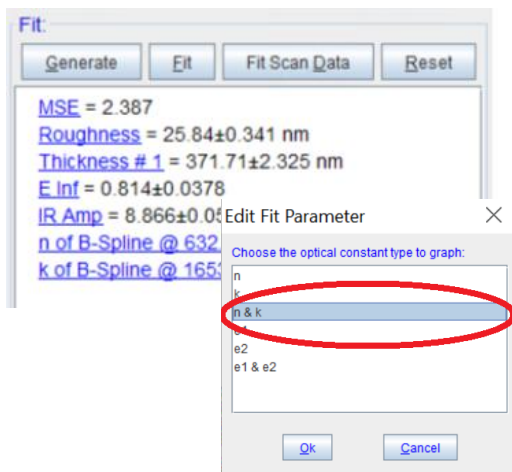 Fit:
Generate Fit Fit Scan Data Reset
MSE = 2.387
Roughness = 25.84±0.341 nm
Thickness # 1 = 371.71±2.325 nm
E Inf = 0.814±0.0378
IR Amp = 8.866±0.05
n of B-Spline @ 632
k of B-Spline @ 1653
Edit Fit Parameter
Choose the optical constant type to graph:
n
k
n & k
e1
e2
e1 & e2
Ok Cancel